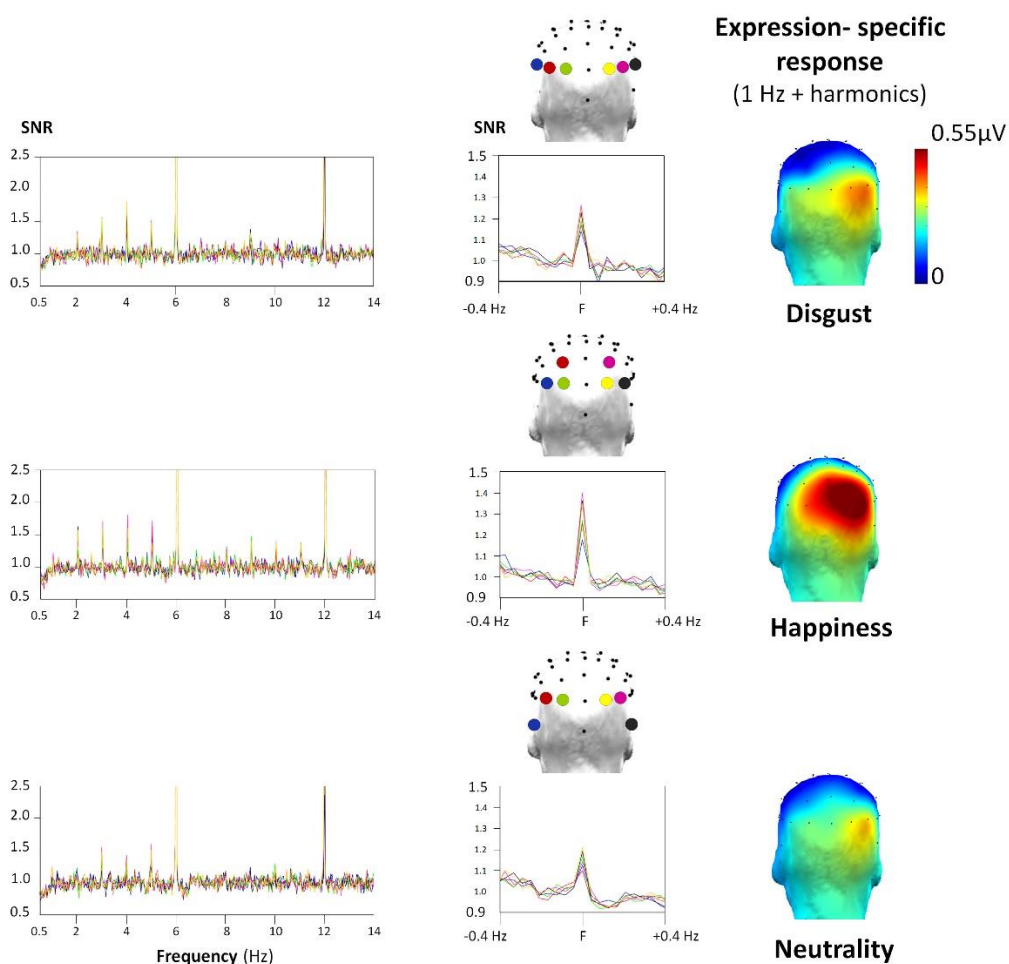 Expression- specific
response
(1 Hz + harmonics)
SNR
2.5
2.0
1.5
1.0
0.5
0.5 2 4 6 8 10 12 14
SNR
1.5
1.4
1.3
1.2
1.1
1.0
0.9
-0.4 Hz F +0.4 Hz
0.55µV
0
Disgust
2.5
2.0
1.5
1.0
0.5
0.5 2 4 6 8 10 12 14
1.5
1.4
1.3
1.2
1.1
1.0
0.9
-0.4 Hz F +0.4 Hz
Happiness
2.5
2.0
1.5
1.0
0.5
0.5 2 4 6 8 10 12 14
Frequency (Hz)
1.5
1.4
1.3
1.2
1.1
1.0
0.9
-0.4 Hz F +0.4 Hz
Neutrality